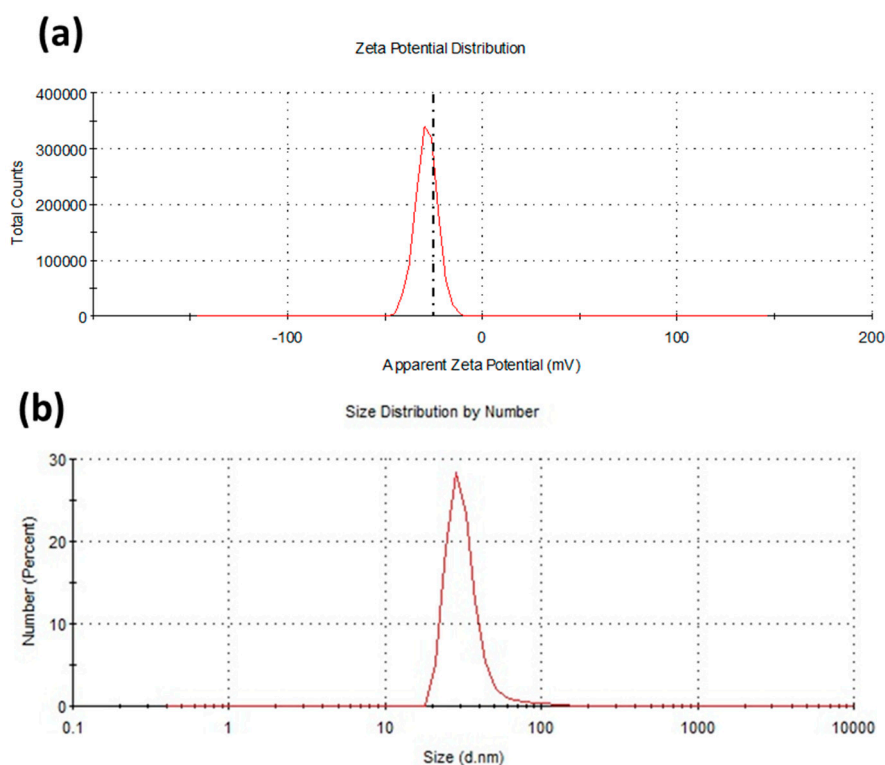 (a)
Zeta Potential Distribution
400000
300000
200000
100000
0
Total Counts
-100 0 100 200
Apparent Zeta Potential (mV)
(b)
Size Distribution by Number
30
20
10
0
Number (Percent)
0.1 1 10 100 1000 10000
Size (d.nm)